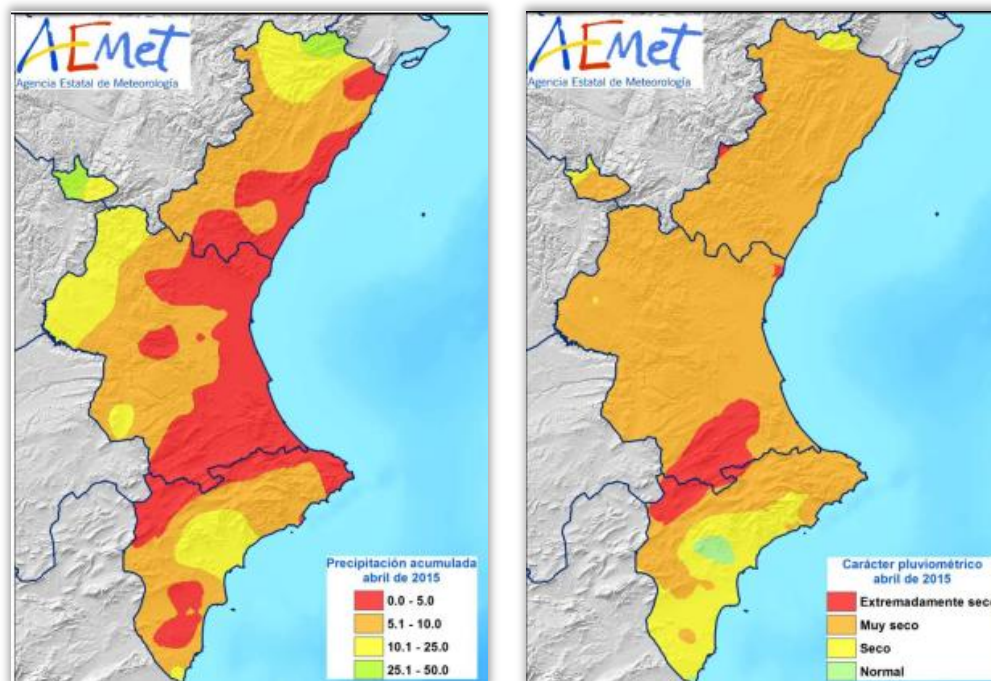 AEMet
Agencia Estatal de Meteorología
Precipitación acumulada
abril de 2015
0.0 - 5.0
5.1 - 10.0
10.1 - 25.0
25.1 - 50.0
AEMet
Agencia Estatal de Meteorología
Carácter pluviométrico
abril de 2015
Extremadamente seco
Muy seco
Seco
Normal